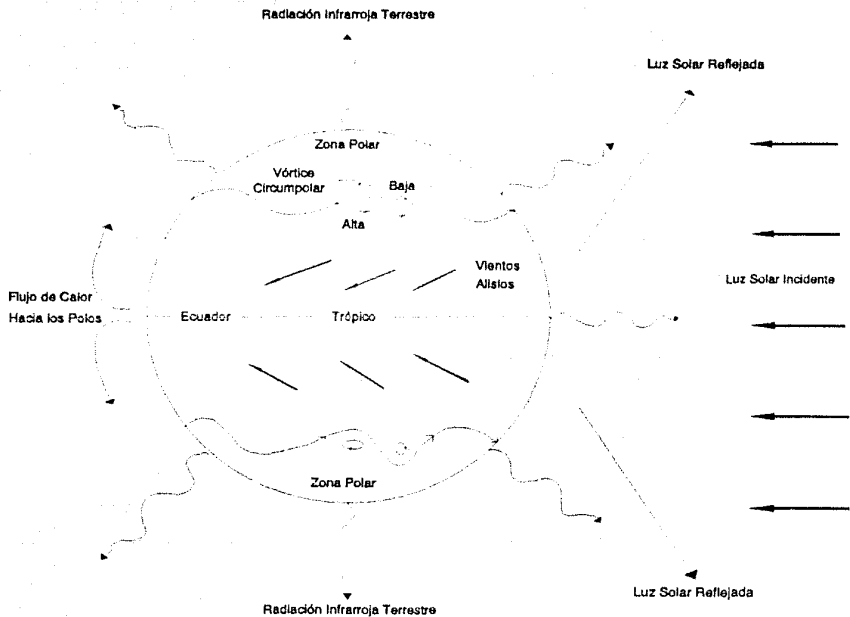 Radiación Infrarroja Terrestre
Luz Solar Reflejada
Zona Polar
Vórtice
Circumpolar
Baja
Alta
Vientos
Alisios
Luz Solar Incidente
Flujo de Calor
Hacia los Polos
Ecuador
Trópico
Zona Polar
Luz Solar Reflejada
Radiación Infrarroja Terrestre